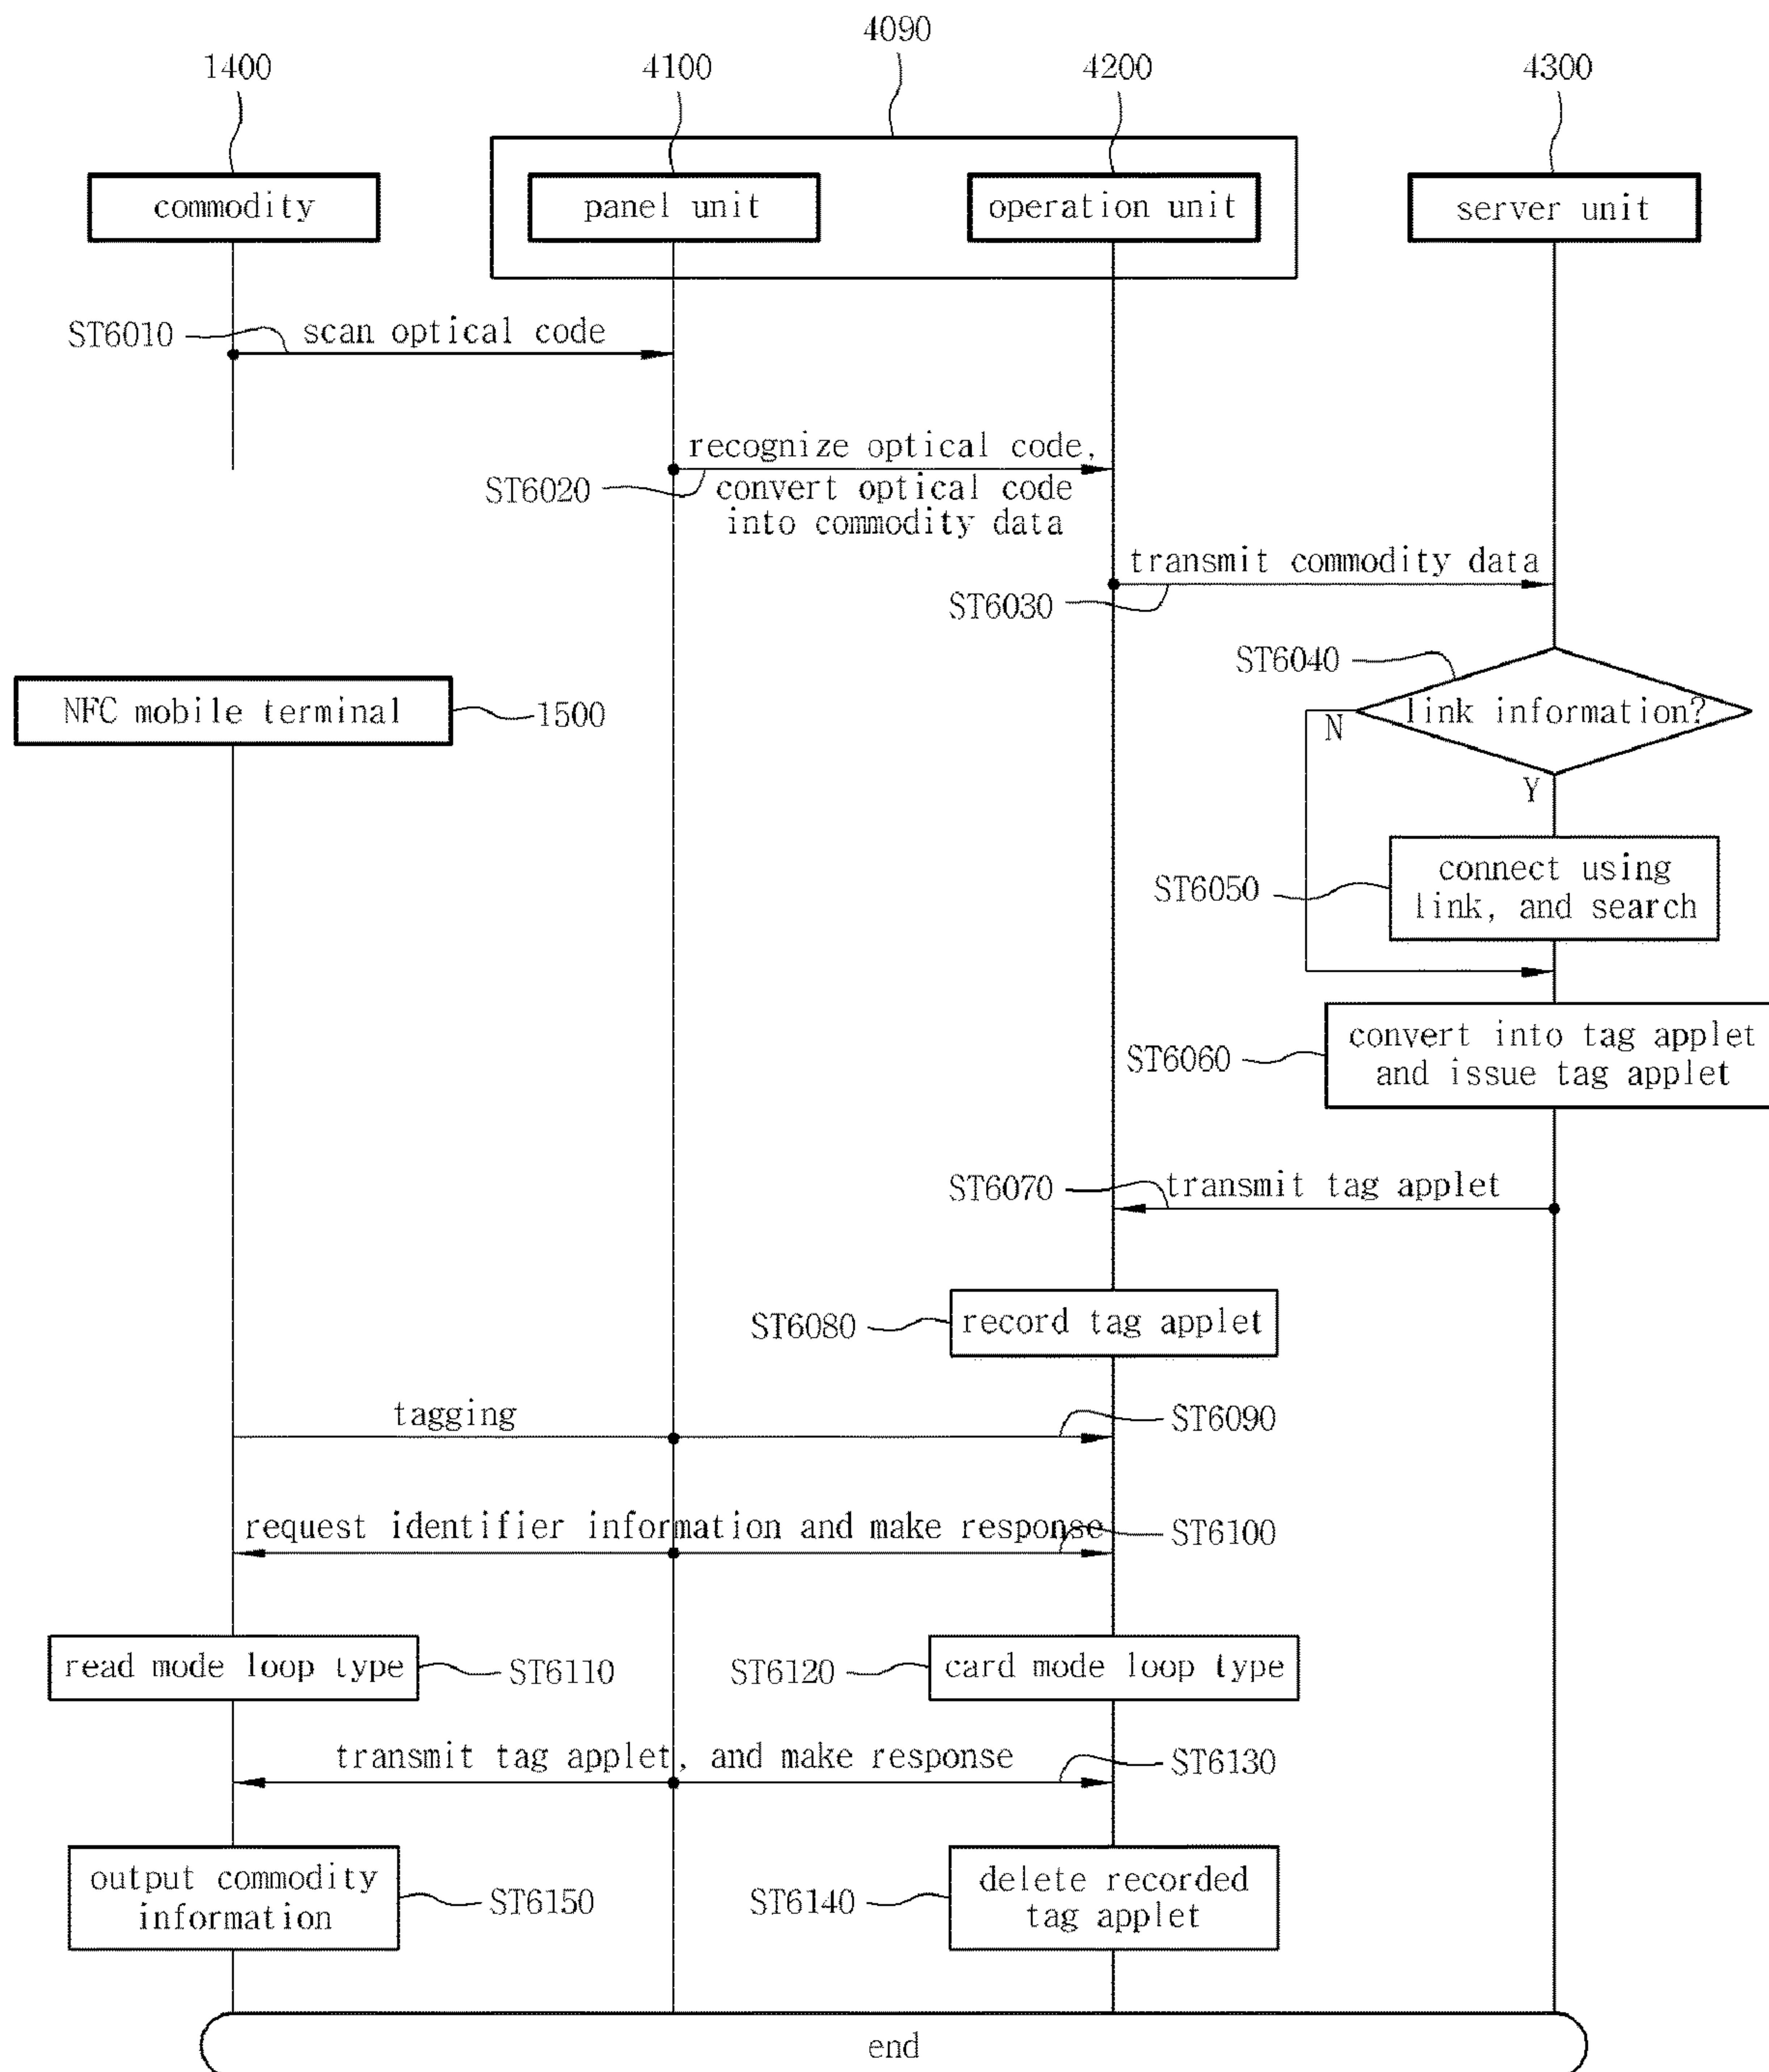 4090
1400
4100
4200
4300
commodity
panel unit
operation unit
server unit
ST6010
scan optical code
recognize optical code,
ST6020
convert optical code
into commodity data
transmit commodity data
ST6030
ST6040
NFC mobile terminal
1500
link information?
N
Y
ST6050
connect using
link, and search
ST6060
convert into tag applet
and issue tag applet
ST6070
transmit tag applet
ST6080
record tag applet
tagging
ST6090
request identifier information and make response
ST6100
read mode loop type
ST6110
ST6120
card mode loop type
transmit tag applet, and make response
ST6130
output commodity
information
ST6150
ST6140
delete recorded
tag applet
end